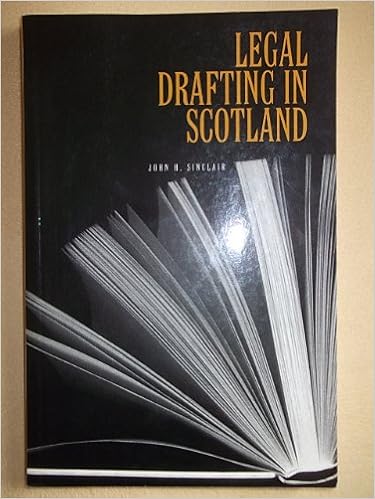 LEGAL
DRAFTING IN
SCOTLAND
JOHN H. SINCLAIR